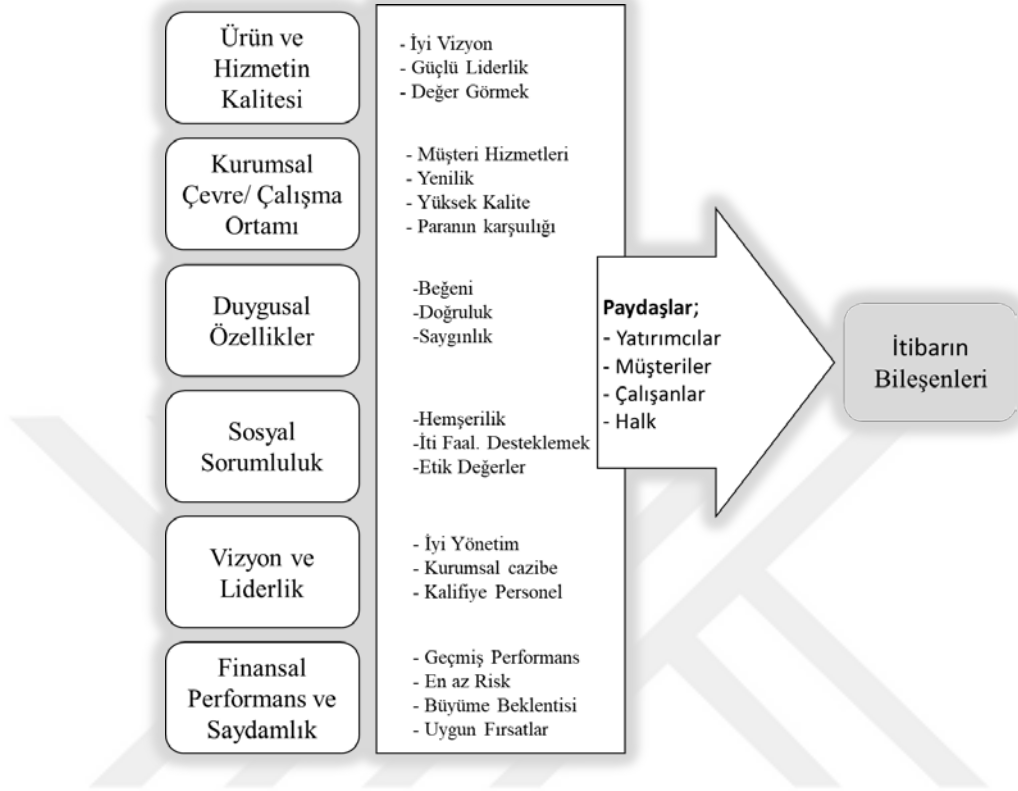 Ürün ve
Hizmetin
Kalitesi
- İyi Vizyon
- Güçlü Liderlik
- Değer Görmek
Kurumsal
Çevre/ Çalışma
Ortamı
- Müşteri Hizmetleri
- Yenilik
- Yüksek Kalite
- Paranın karşuılığı
Duygusal
Özellikler
-Beğeni
-Doğruluk
-Saygınlık
Sosyal
Sorumluluk
-Hemşerilik
-İti Faal. Desteklemek
-Etik Değerler
Vizyon ve
Liderlik
- İyi Yönetim
- Kurumsal cazibe
- Kalifiye Personel
Finansal
Performans ve
Saydamlık
- Geçmiş Performans
- En az Risk
- Büyüme Beklentisi
- Uygun Fırsatlar
Paydaşlar;
- Yatırımcılar
- Müşteriler
- Çalışanlar
- Halk
İtibarın
Bileşenleri